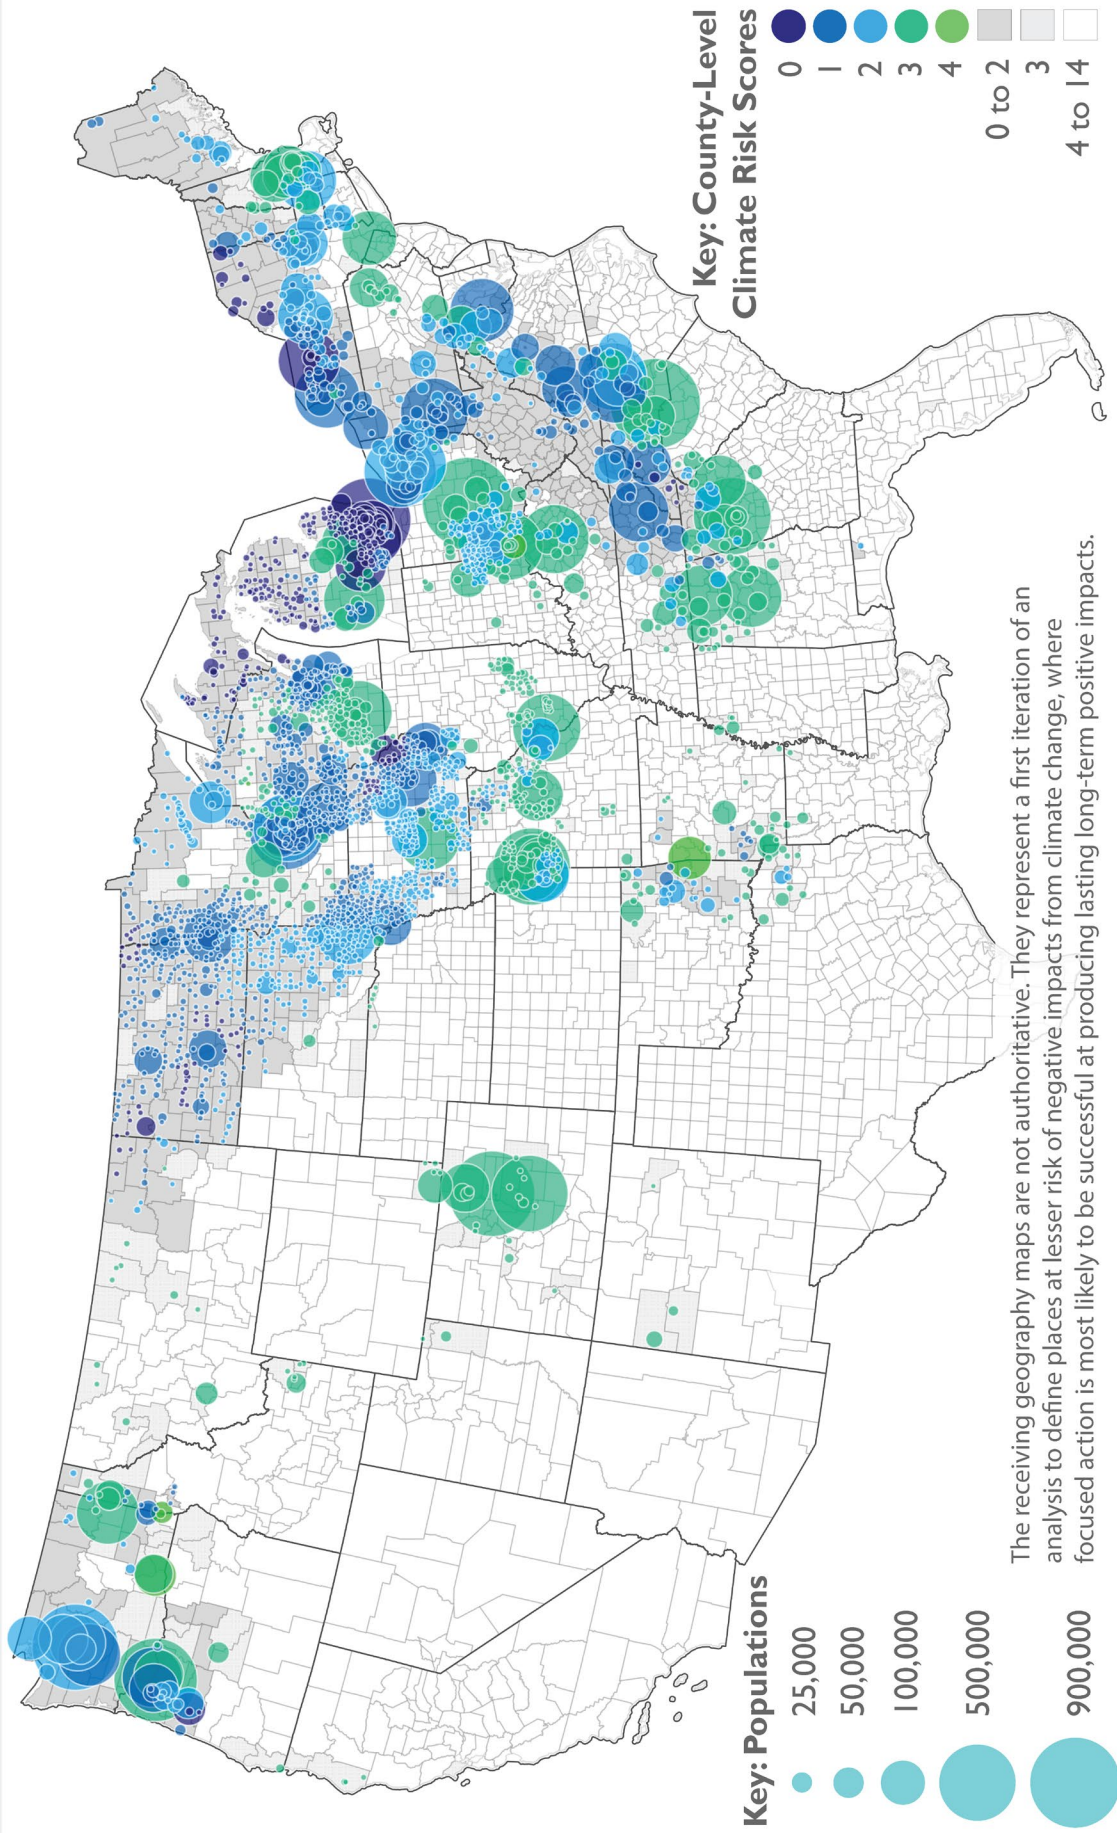 Key: County-Level
Climate Risk Scores
0
1
2
3
4
0 to 2
3
4 to 14
Key: Populations
25,000
50,000
100,000
500,000
900,000
The receiving geography maps are not authoritative. They represent a first iteration of an
analysis to define places at lesser risk of negative impacts from climate change, where
focused action is most likely to be successful at producing lasting long-term positive impacts.